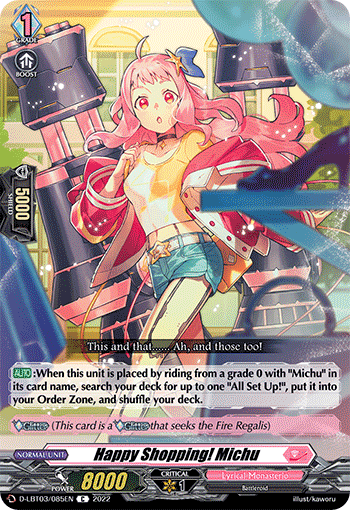 1
GRADE
BOOST
5000
SHIELD
This and that...... Ah, and those too!
AUTO:When this unit is placed by riding from a grade 0 with "Michu" in
its card name, search your deck for up to one "All Set Up!", put it into
your Order Zone, and shuffle your deck.
(This card is a that seeks the Fire Regalis)
NORMAL UNIT
Happy Shopping! Michu
POWER
8000
CRITICAL
1
Lyrical Monasterio
Battleroid
D-LBT03/085EN C 2022
illust/kaworu